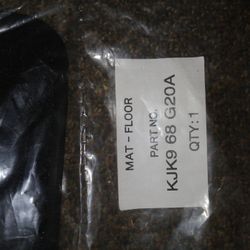 MAT - FLOOR
PART NO.
KJK9 68 G20A
QTY: 1